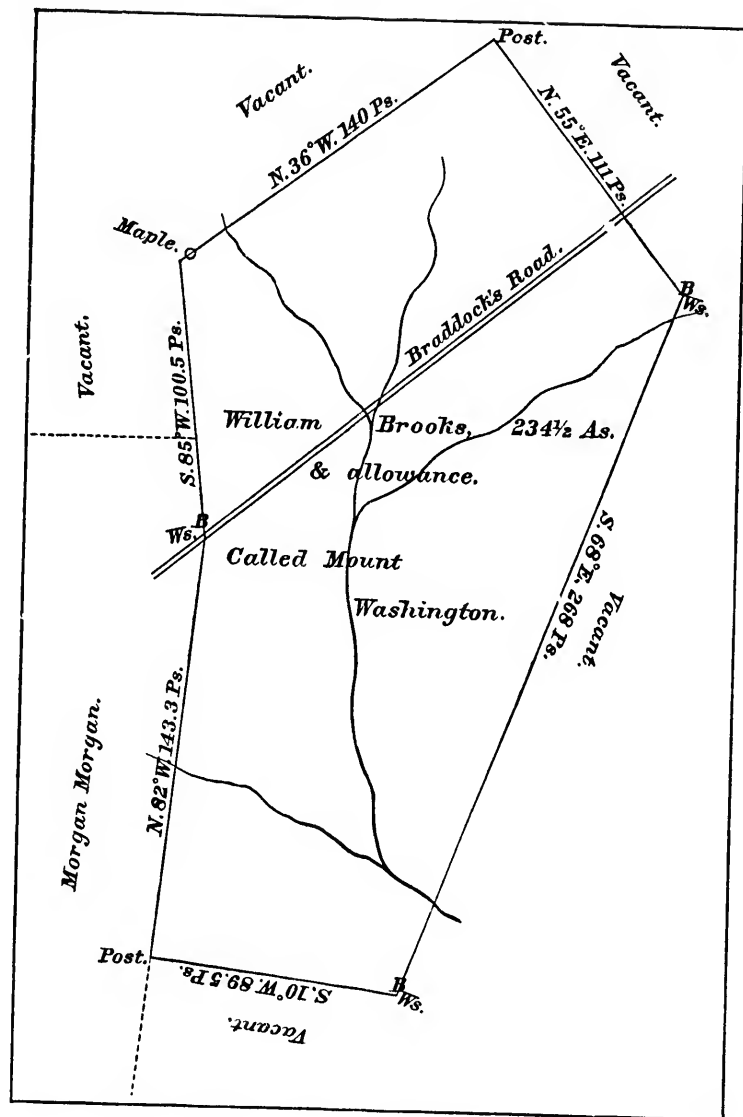 Post.
Vacant.
Vacant.
N. 36° W. 140 Ps.
N. 55° E. 111 Ps.
Maple.
Braddock's Road.
B
Ws.
Vacant.
S. 85° W. 100.5 Ps.
William Brooks, 234½ As.
& allowance.
B
Ws.
Called Mount
Washington.
S. 68° E. 268 Ps.
Vacant.
Morgan Morgan.
N. 82° W. 143.3 Ps.
Post.
S. 10° W. 89.5 Ps.
B
Ws.
Vacant.